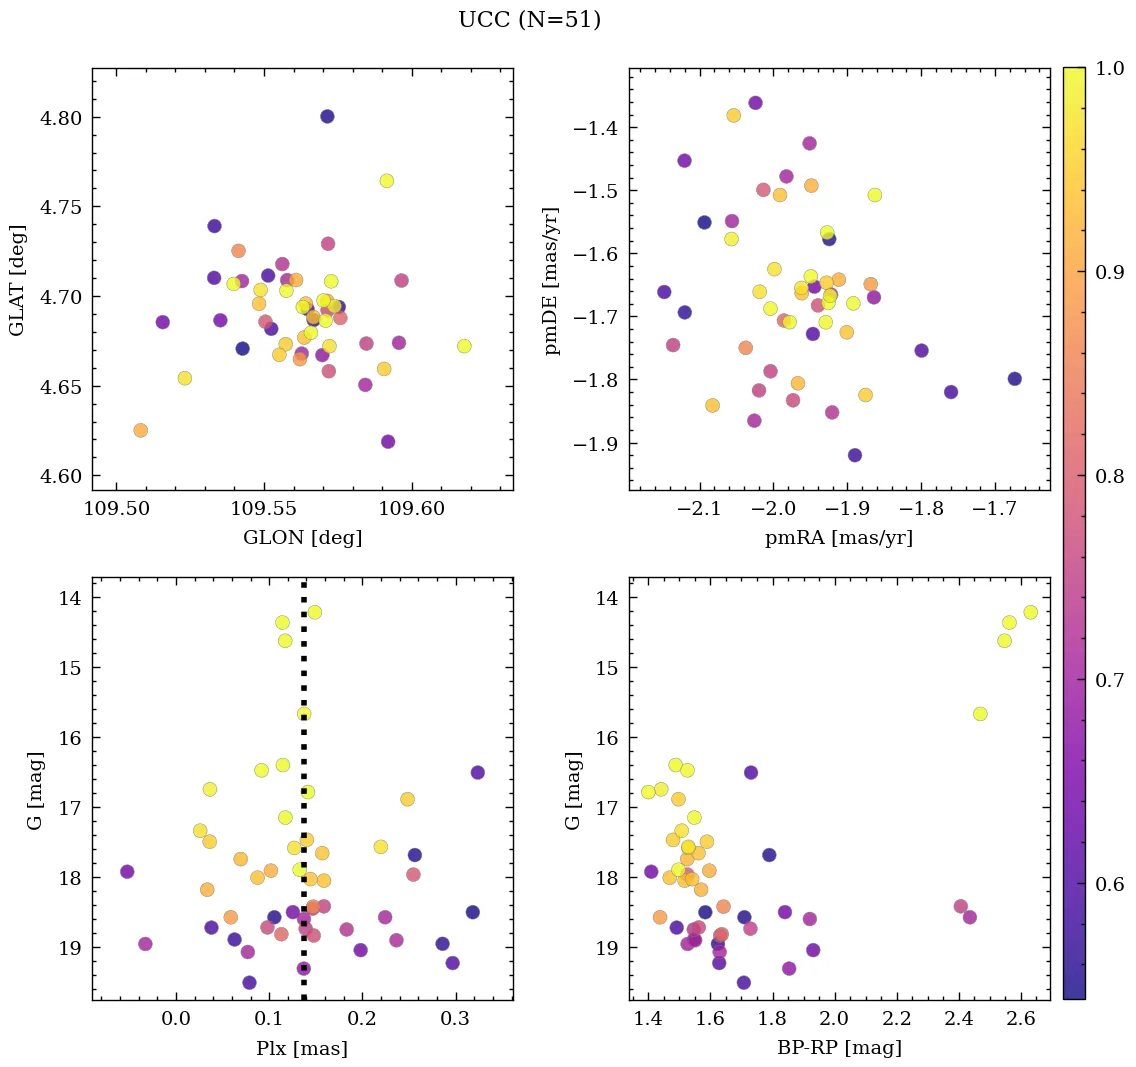 UCC (N=51)
4.80
4.75
4.70
4.65
4.60
GLAT [deg]
109.50 109.55 109.60
GLON [deg]
−1.4
−1.5
−1.6
−1.7
−1.8
−1.9
pmDE [mas/yr]
−2.1 −2.0 −1.9 −1.8 −1.7
pmRA [mas/yr]
1.0
0.9
0.8
0.7
0.6
14
15
16
17
18
19
G [mag]
0.0 0.1 0.2 0.3
Plx [mas]
14
15
16
17
18
19
G [mag]
1.4 1.6 1.8 2.0 2.2 2.4 2.6
BP-RP [mag]